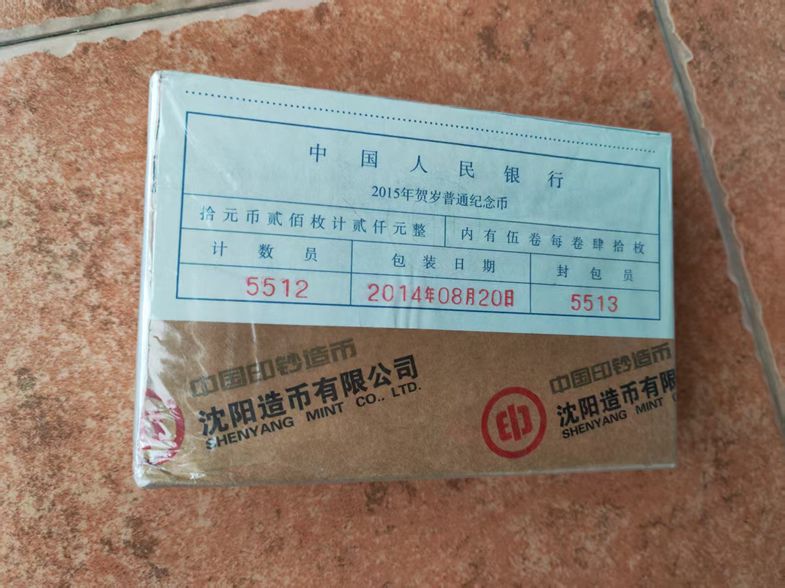 中国人民银行
2015年贺岁普通纪念币
拾元币贰佰枚计贰仟元整 内有伍卷每卷肆拾枚
计数员 包装日期 封包员
5512 2014年08月20日 5513
中国印钞造币
沈阳造币有限公司
SHENYANG MINT CO., LTD.
中国印钞造币
沈阳造币有限
SHENYANG MINT CO